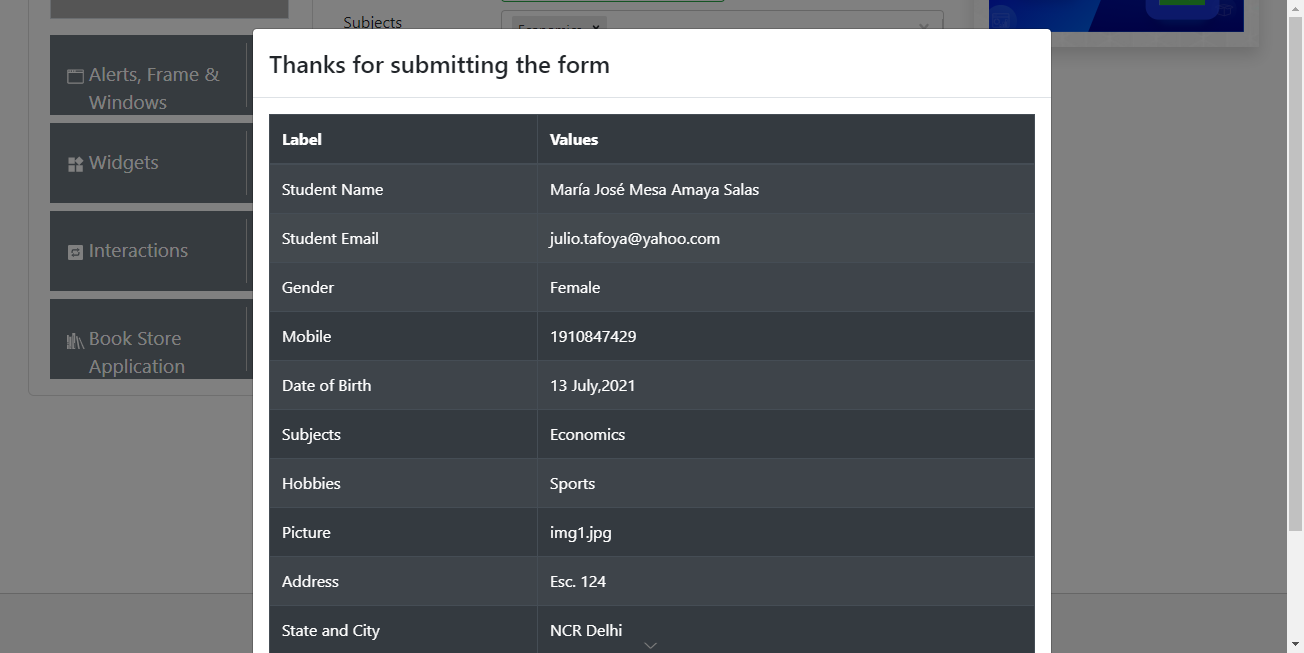 Subjects
Economics ×
Alerts, Frame &
Windows
Widgets
Interactions
Book Store
Application
Thanks for submitting the form
Label Values
Student Name María José Mesa Amaya Salas
Student Email julio.tafoya@yahoo.com
Gender Female
Mobile 1910847429
Date of Birth 13 July,2021
Subjects Economics
Hobbies Sports
Picture img1.jpg
Address Esc. 124
State and City NCR Delhi